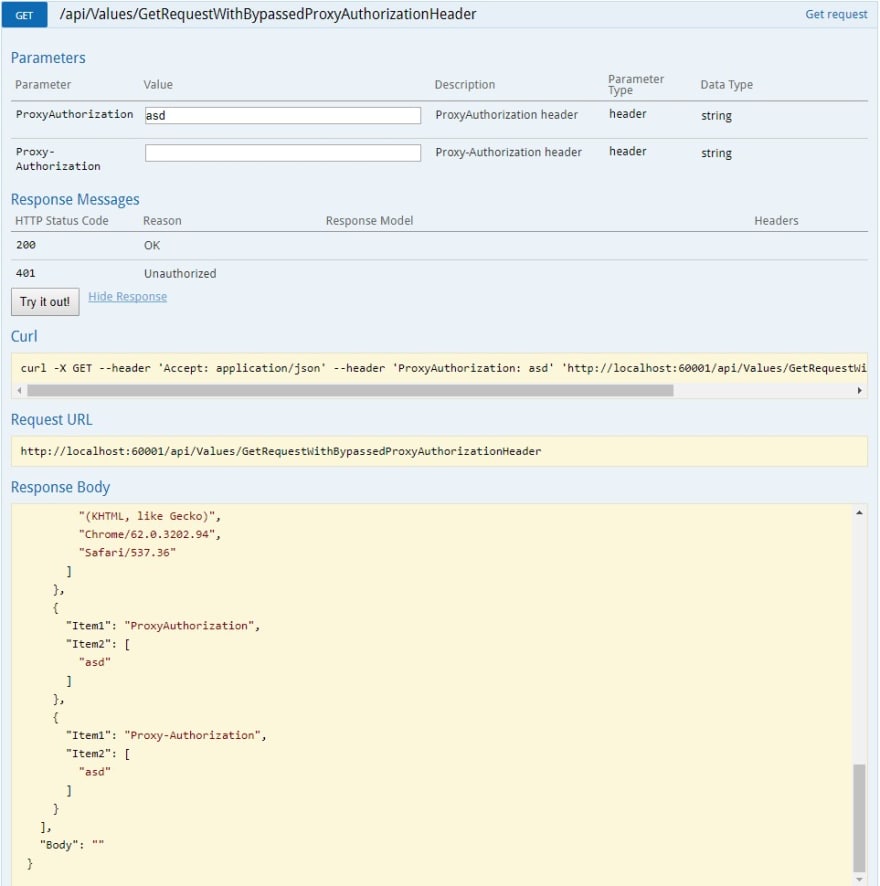 GET /api/Values/GetRequestWithBypassedProxyAuthorizationHeader Get request
Parameters
Parameter Value Description Parameter Type Data Type
ProxyAuthorization asd ProxyAuthorization header header string
Proxy-Authorization Proxy-Authorization header header string
Response Messages
HTTP Status Code Reason Response Model Headers
200 OK
401 Unauthorized
Try it out! Hide Response
Curl
curl -X GET --header 'Accept: application/json' --header 'ProxyAuthorization: asd' 'http://localhost:60001/api/Values/GetRequestWi
Request URL
http://localhost:60001/api/Values/GetRequestWithBypassedProxyAuthorizationHeader
Response Body
"(KHTML, like Gecko)",
"Chrome/62.0.3202.94",
"Safari/537.36"
]
},
{
"Item1": "ProxyAuthorization",
"Item2": [
"asd"
]
},
{
"Item1": "Proxy-Authorization",
"Item2": [
"asd"
]
}
],
"Body": ""
}